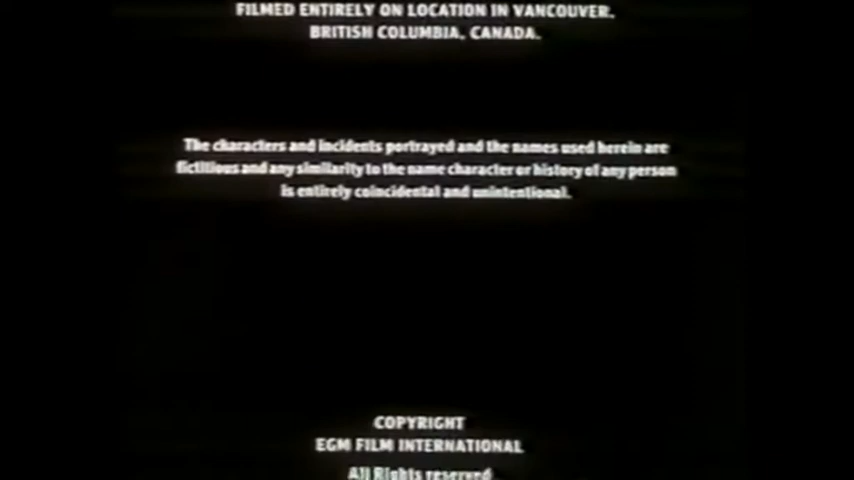 FILMED ENTIRELY ON LOCATION IN VANCOUVER,
BRITISH COLUMBIA, CANADA.
The characters and incidents portrayed and the names used herein are
fictitious and any similarity to the name character or history of any person
is entirely coincidental and unintentional.
COPYRIGHT
EGM FILM INTERNATIONAL
All Rights reserved